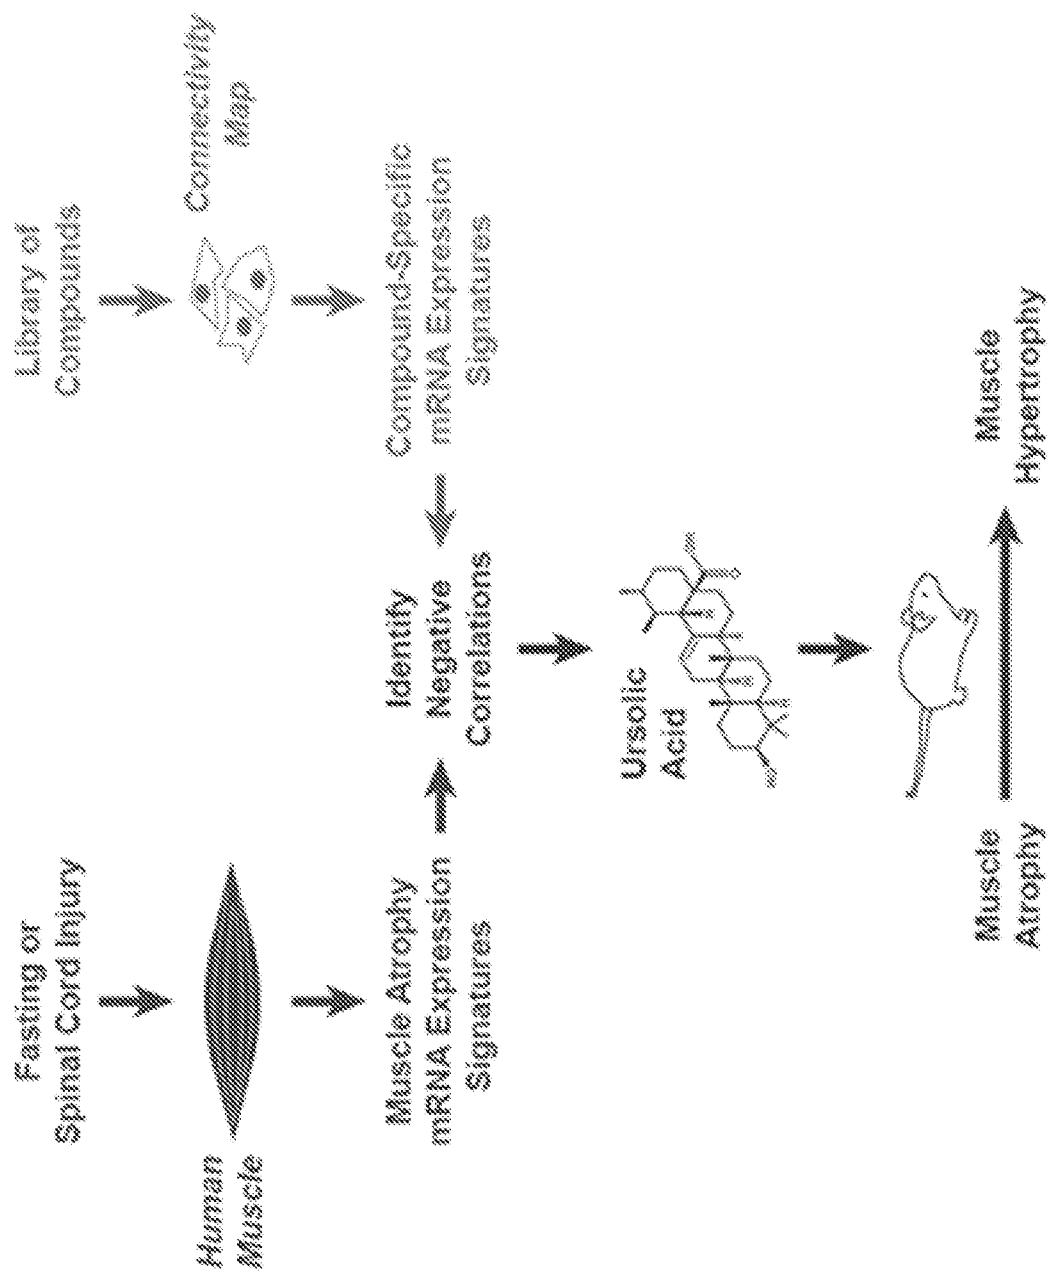 Fasting or
Spinal Cord Injury
Human
Muscle
Muscle Atrophy
mRNA Expression
Signatures
Library of
Compounds
Connectivity
Map
Compound-Specific
mRNA Expression
Signatures
Identify
Negative
Correlations
Ursolic
Acid
Muscle
Atrophy
Muscle
Hypertrophy